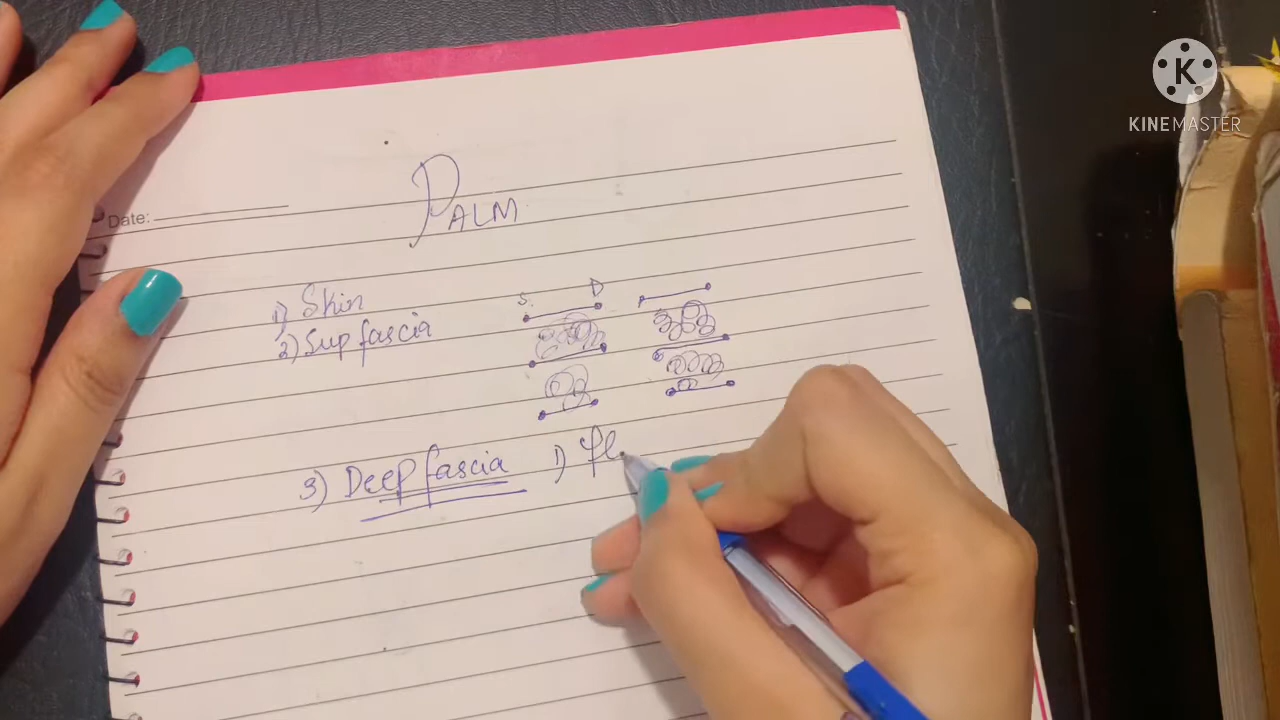 KINEMASTER
PALM
Date:
1) Skin
2) Sup fascia
S. D
3) Deep fascia 1) fl